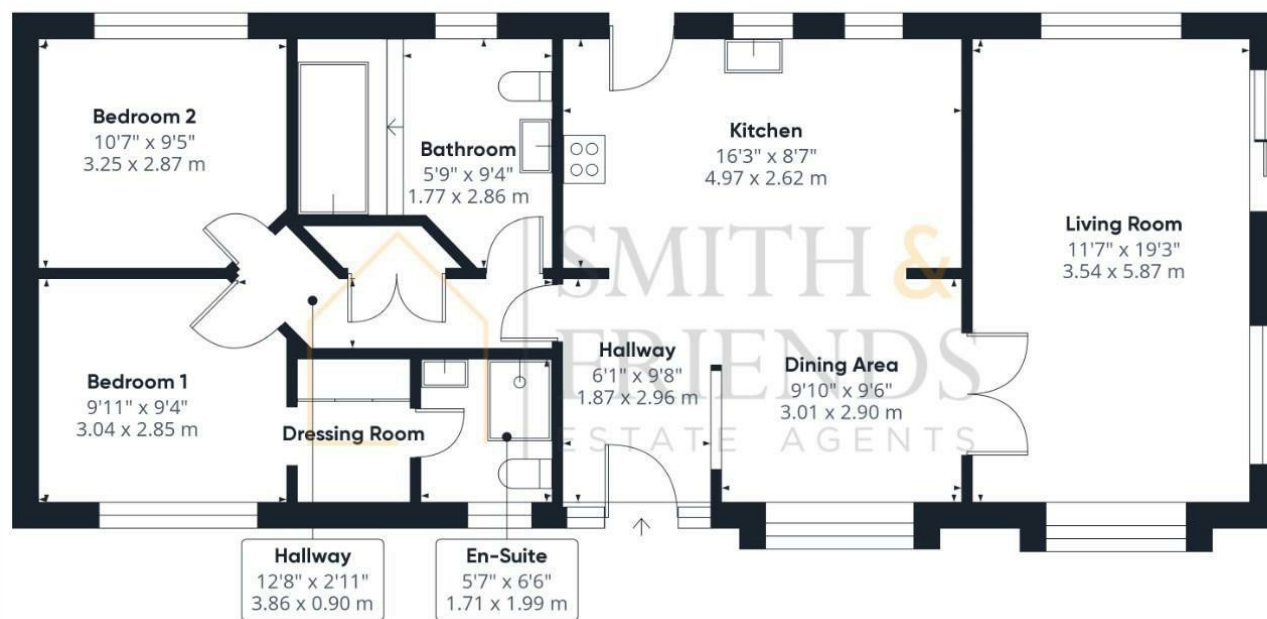 Bedroom 2
10'7" x 9'5"
3.25 x 2.87 m
Bathroom
5'9" x 9'4"
1.77 x 2.86 m
Kitchen
16'3" x 8'7"
4.97 x 2.62 m
Living Room
11'7" x 19'3"
3.54 x 5.87 m
SMITH &
FRIENDS
ESTATE AGENTS
Bedroom 1
9'11" x 9'4"
3.04 x 2.85 m
Dressing Room
Hallway
6'1" x 9'8"
1.87 x 2.96 m
Dining Area
9'10" x 9'6"
3.01 x 2.90 m
Hallway
12'8" x 2'11"
3.86 x 0.90 m
En-Suite
5'7" x 6'6"
1.71 x 1.99 m